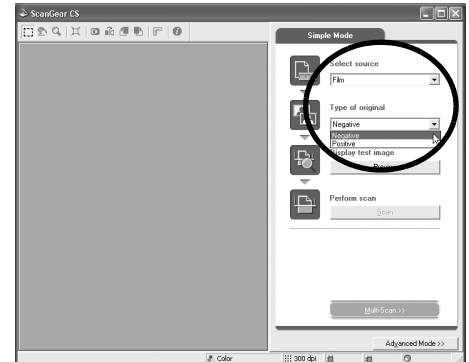 ScanGear CS
Simple Mode
Select source
Film
Type of original
Negative
Negative
Positive
Display test image
Perform scan
Scan
Multi-Scan >>
Advanced Mode >>
Color
300 dpi